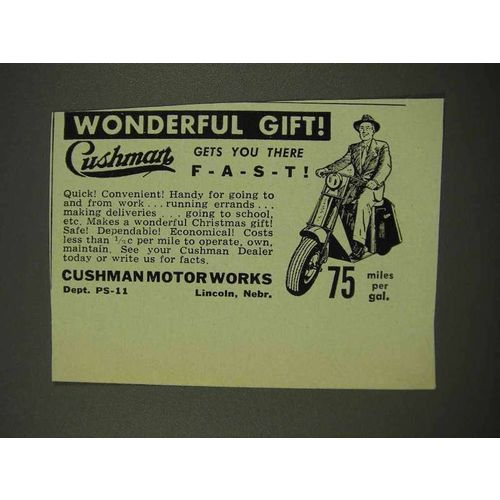 WONDERFUL GIFT!
Cushman GETS YOU THERE
F-A-S-T!
Quick! Convenient! Handy for going to
and from work . . . running errands . . .
making deliveries . . . going to school,
etc. Makes a wonderful Christmas gift!
Safe! Dependable! Economical! Costs
less than c per mile to operate, own,
maintain. See your Cushman Dealer
today or write us for facts.
CUSHMAN MOTOR WORKS
Dept. PS-11 Lincoln, Nebr.
75 miles
per
gal.